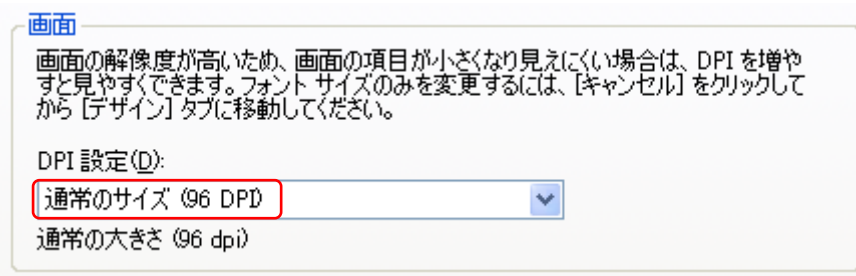 画面
画面の解像度が高いため、画面の項目が小さくなり見えにくい場合は、DPI を増や
すと見やすくできます。フォント サイズのみを変更するには、[キャンセル] をクリックして
から [デザイン] タブに移動してください。
DPI 設定(D):
通常のサイズ (96 DPI)
通常の大きさ (96 dpi)